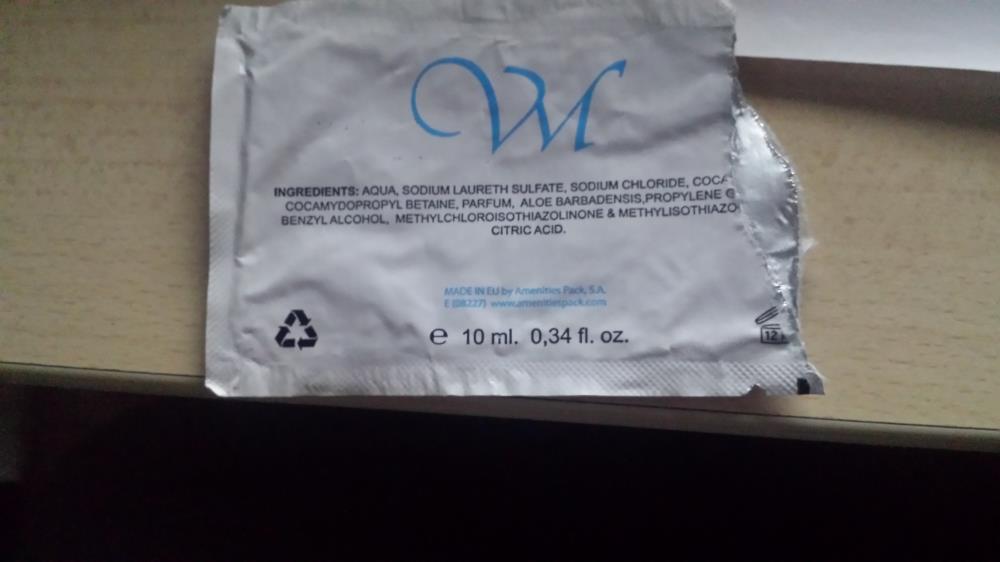 INGREDIENTS: AQUA, SODIUM LAURETH SULFATE, SODIUM CHLORIDE,
COCAMYDOPROPYL BETAINE, PARFUM, ALOE BARBADENSIS,PROPYLENE
BENZYL ALCOHOL, METHYLCHLOROISOTHIAZOLINONE &
CITRIC ACID.
MADE IN EU by Amenities Pack, S.A.
E (08227) www.amenitiespack.com
e 10 ml. 0,34 fl. oz.
12